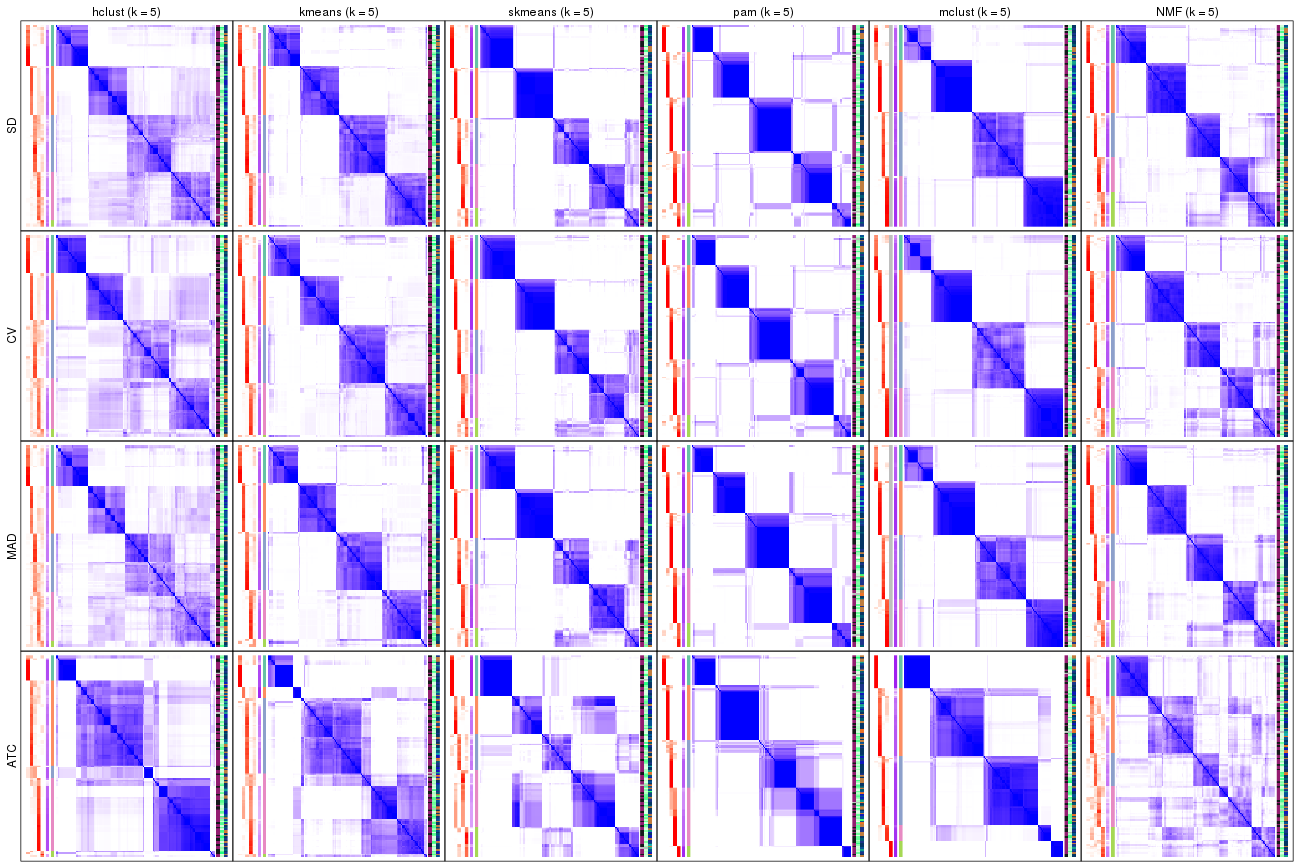 hclust (k = 5)
kmeans (k = 5)
skmeans (k = 5)
pam (k = 5)
mclust (k = 5)
NMF (k = 5)
SD
CV
MAD
ATC